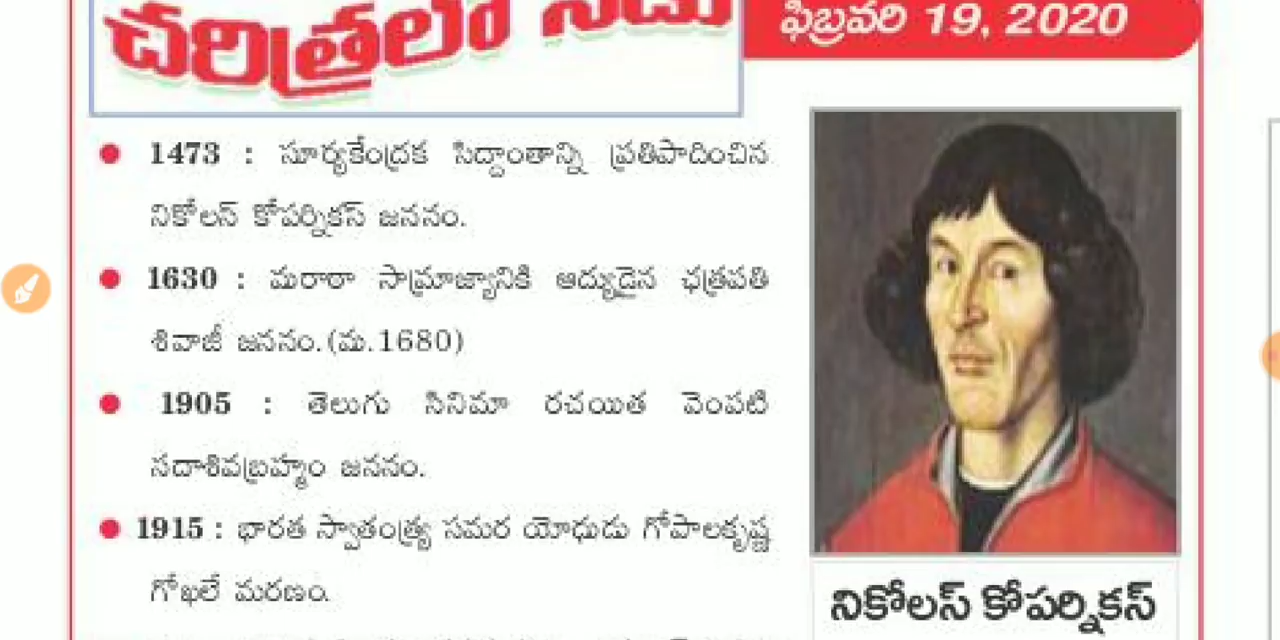 చరిత్రలో నేడు
ఫిబ్రవరి 19, 2020
• 1473 : సూర్యకేంద్రక సిద్ధాంతాన్ని ప్రతిపాదించిన
నికోలస్ కోపర్నికస్ జననం.
• 1630 : మరాఠా సామ్రాజ్యానికి ఆద్యుడైన ఛత్రపతి
శివాజీ జననం.(మ.1680)
• 1905 : తెలుగు సినిమా రచయిత వెంపటి
సదాశివబ్రహ్మం జననం.
• 1915 : భారత స్వాతంత్ర్య సమర యోధుడు గోపాలకృష్ణ
గోఖలే మరణం.
నికోలస్ కోపర్నికస్